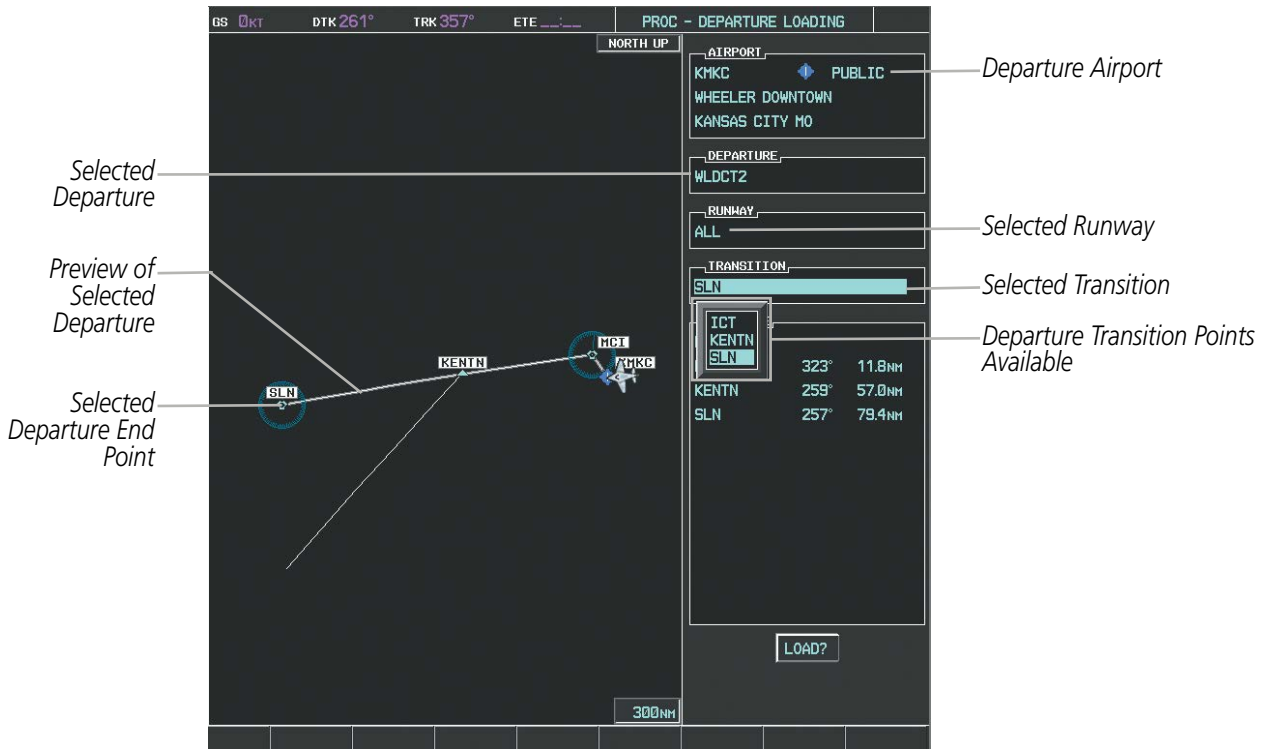 GS 0KT DTK 261° TRK 357° ETE __:__ PROC - DEPARTURE LOADING
NORTH UP
AIRPORT
KMKC PUBLIC
WHEELER DOWNTOWN
KANSAS CITY MO
Departure Airport
DEPARTURE
WLDCT2
Selected
Departure
RUNWAY
ALL
Selected Runway
TRANSITION
SLN
Selected Transition
ICT
KENTN
SLN
Departure Transition Points
Available
323° 11.8NM
KENTN 259° 57.0NM
SLN 257° 79.4NM
Preview of
Selected
Departure
MCI
KMKC
KENTN
SLN
Selected
Departure End
Point
LOAD?
300NM